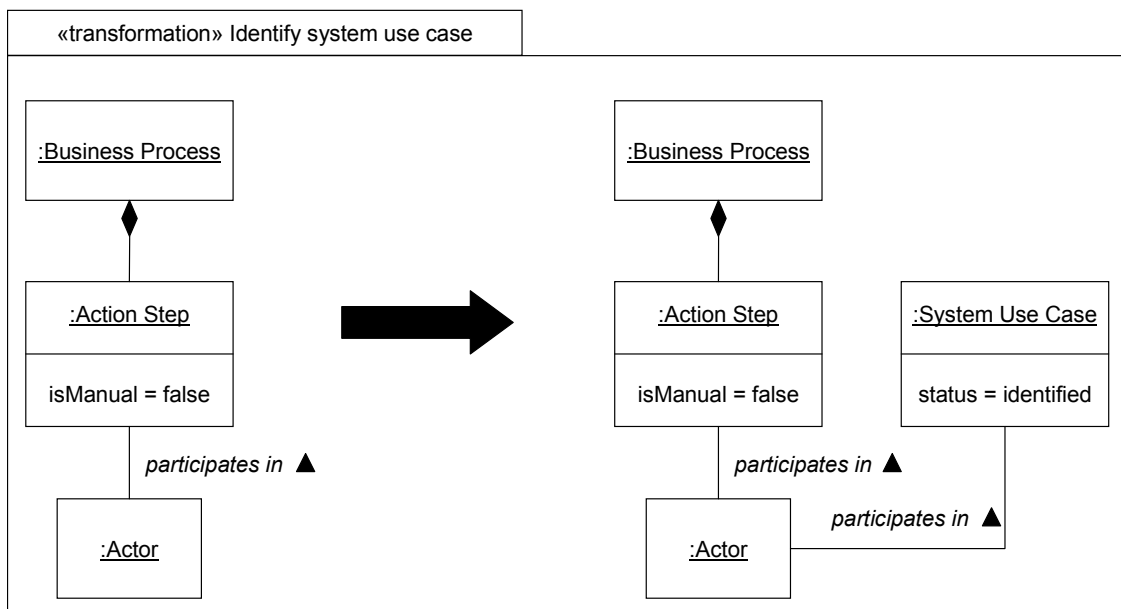 «transformation» Identify system use case
:Business Process
:Action Step
isManual = false
participates in ▲
:Actor
:Business Process
:Action Step
isManual = false
:System Use Case
status = identified
participates in ▲
participates in ▲
:Actor